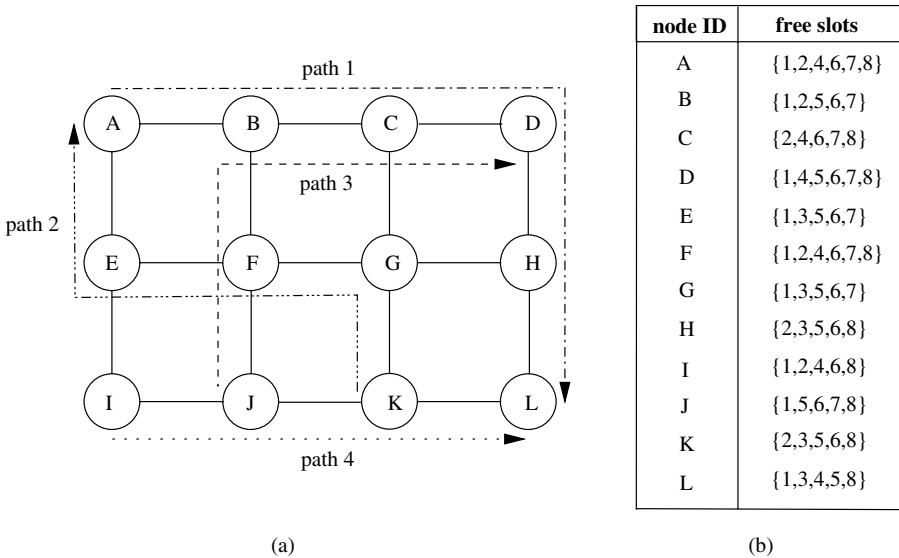 path 1
A B C D
path 3
path 2
E F G H
I J K L
path 4
(a)
node ID free slots
A {1,2,4,6,7,8}
B {1,2,5,6,7}
C {2,4,6,7,8}
D {1,4,5,6,7,8}
E {1,3,5,6,7}
F {1,2,4,6,7,8}
G {1,3,5,6,7}
H {2,3,5,6,8}
I {1,2,4,6,8}
J {1,5,6,7,8}
K {2,3,5,6,8}
L {1,3,4,5,8}
(b)